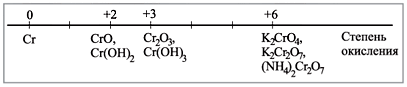 0 +2 +3 +6
Cr CrO, Cr₂O₃, K₂CrO₄, Степень
Cr(OH)₂ Cr(OH)₃ K₂Cr₂O₇, окисления
(NH₄)₂Cr₂O₇